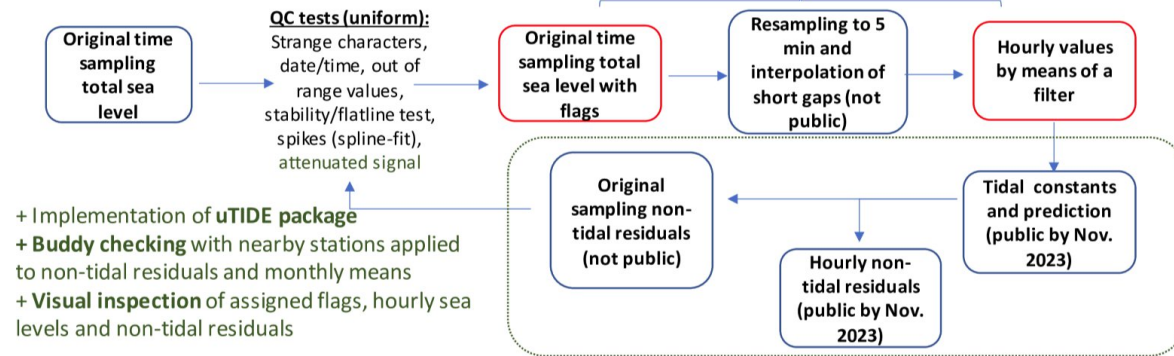 Original time
sampling
total sea
level
QC tests (uniform):
Strange characters,
date/time, out of
range values,
stability/flatline test,
spikes (spline-fit),
attenuated signal
Original time
sampling total
sea level with
flags
Resampling to 5
min and
interpolation of
short gaps (not
public)
Hourly values
by means of a
filter
Tidal constants
and prediction
(public by Nov.
2023)
Original
sampling non-
tidal residuals
(not public)
Hourly non-
tidal residuals
(public by Nov.
2023)
+ Implementation of uTIDE package
+ Buddy checking with nearby stations applied
to non-tidal residuals and monthly means
+ Visual inspection of assigned flags, hourly sea
levels and non-tidal residuals